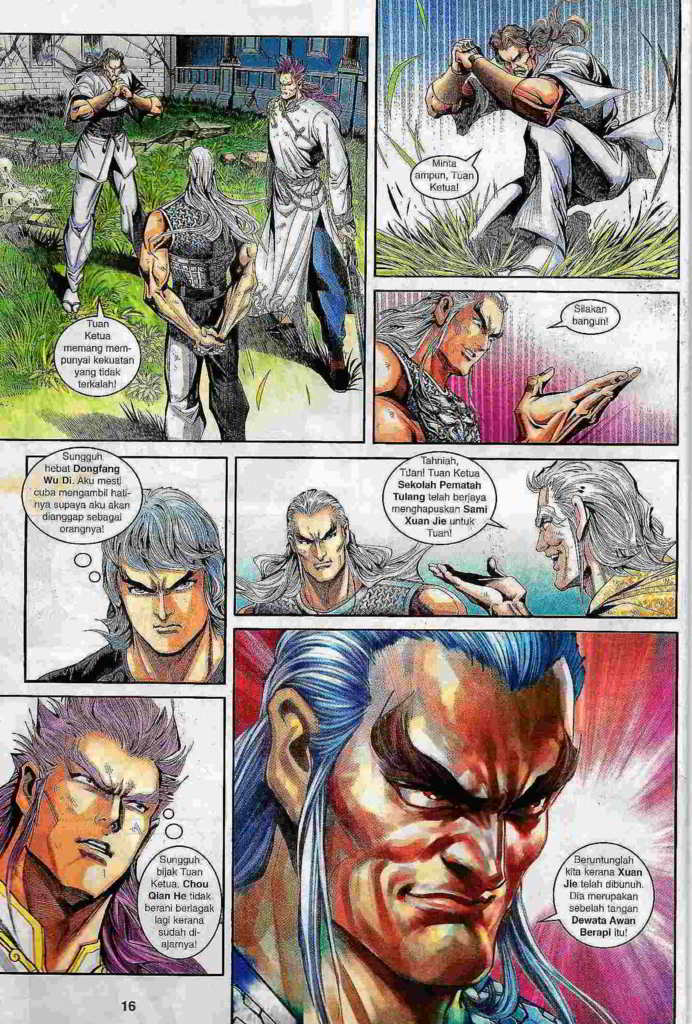 Tuan
Ketua
memang mem-
punyai kekuatan
yang tidak
terkalah!
Minta
ampun, Tuan
Ketua!
Silakan
bangun!
Sungguh
hebat Dongfang
Wu Di. Aku mesti
cuba mengambil hati-
nya supaya aku akan
dianggap sebagai
orangnya!
Tahniah,
Tuan! Tuan Ketua
Sekolah Pematah
Tulang telah berjaya
menghapuskan Sami
Xuan Jie untuk
Tuan!
Sungguh
bijak Tuan
Ketua. Chou
Qian He tidak
berani berlagak
lagi kerana
sudah di-
ajarnya!
Beruntunglah
kita kerana Xuan
Jie telah dibunuh.
Dia merupakan
sebelah tangan
Dewata Awan
Berapi itu!
16